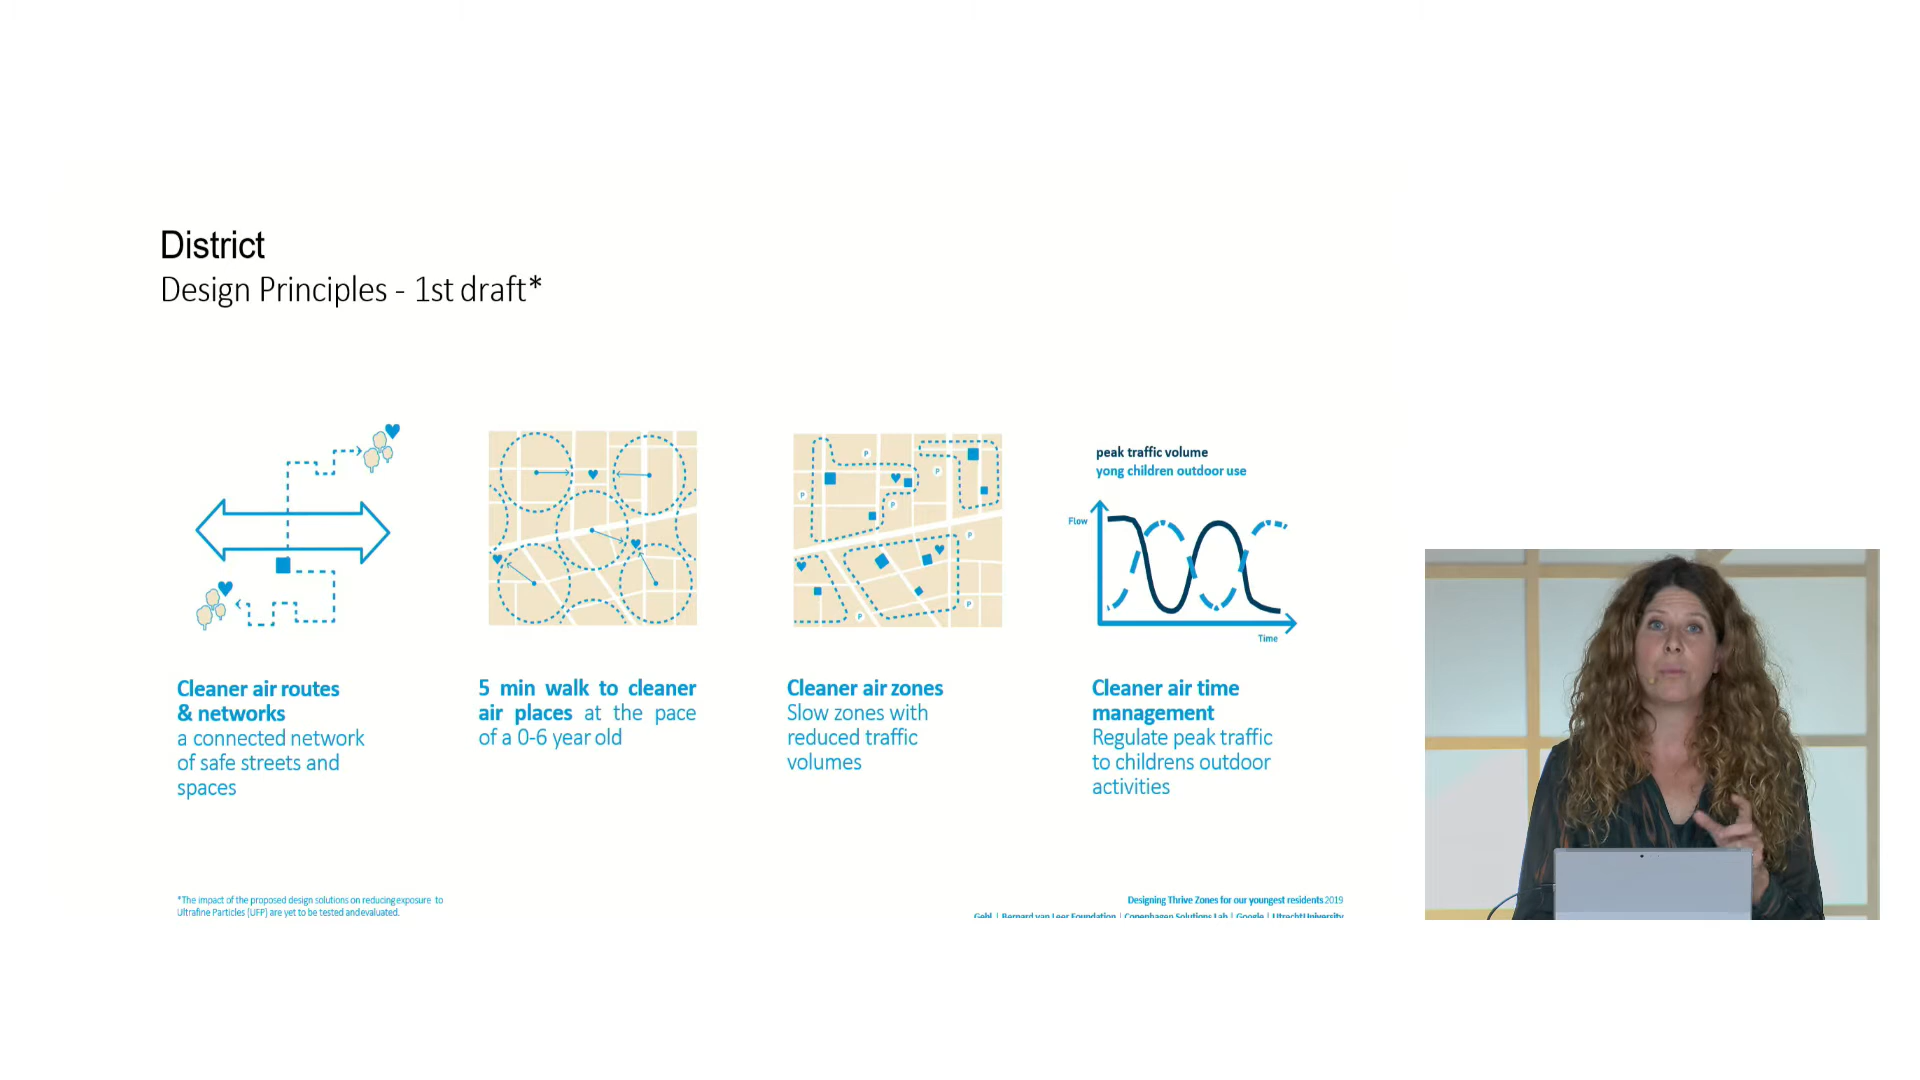 District
Design Principles - 1st draft*
P
P
P
P
P
P
P
peak traffic volume
yong children outdoor use
Flow
Time
Cleaner air routes
& networks
a connected network
of safe streets and
spaces
5 min walk to cleaner
air places at the pace
of a 0-6 year old
Cleaner air zones
Slow zones with
reduced traffic
volumes
Cleaner air time
management
Regulate peak traffic
to childrens outdoor
activities
*The impact of the proposed design solutions on reducing exposure to
Ultrafine Particles (UFP) are yet to be tested and evaluated.
Designing Thrive Zones for our youngest residents 2019
Gehl | Bernard van Leer Foundation | Copenhagen Solutions Lab | Google | Utrecht University